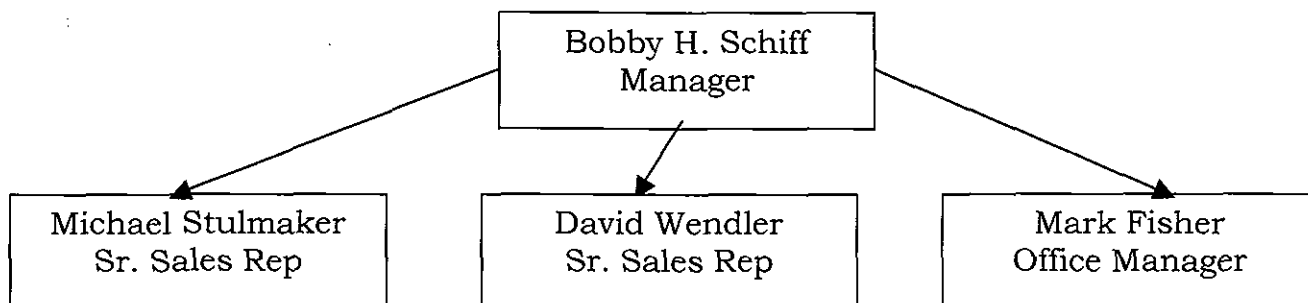 Bobby H. Schiff
Manager
Michael Stulmaker
Sr. Sales Rep
David Wendler
Sr. Sales Rep
Mark Fisher
Office Manager